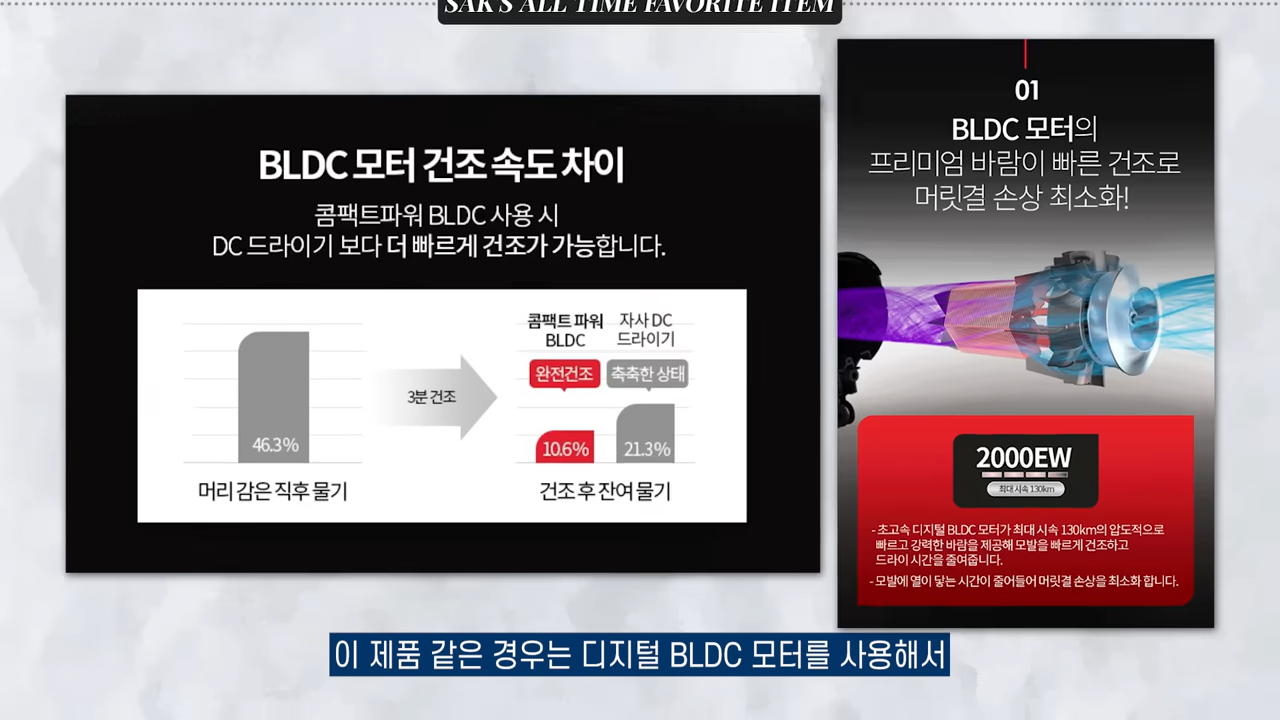 SAK'S ALL TIME FAVORITE ITEM
BLDC 모터 건조 속도 차이
콤팩트파워 BLDC 사용 시
DC 드라이기 보다 더 빠르게 건조가 가능합니다.
46.3%
머리 감은 직후 물기
3분 건조
콤팩트 파워
BLDC
자사 DC
드라이기
완전건조
축축한 상태
10.6%
21.3%
건조 후 잔여 물기
01
BLDC 모터의
프리미엄 바람이 빠른 건조로
머릿결 손상 최소화!
2000EW
최대 시속 130km
- 초고속 디지털 BLDC 모터가 최대 시속 130km의 압도적으로
빠르고 강력한 바람을 제공해 모발을 빠르게 건조하고
드라이 시간을 줄여줍니다.
- 모발에 열이 닿는 시간이 줄어들어 머릿결 손상을 최소화 합니다.
이 제품 같은 경우는 디지털 BLDC 모터를 사용해서